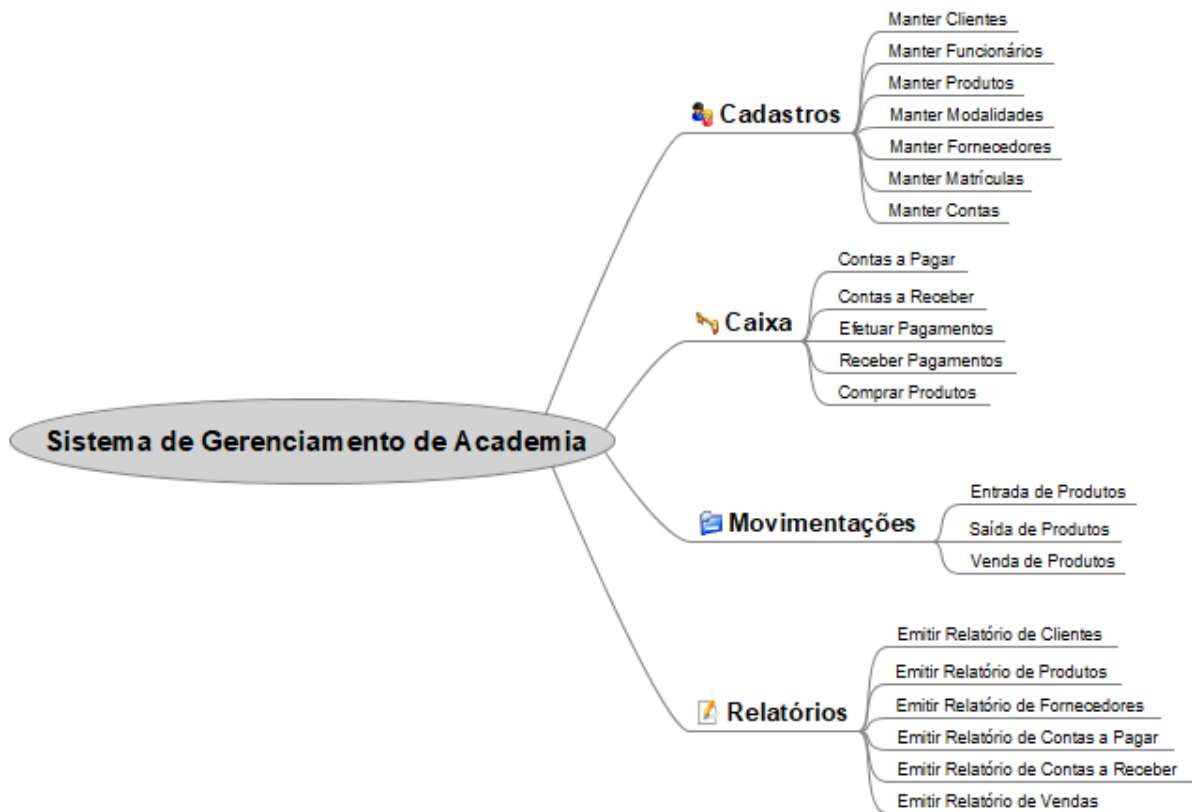 Manter Clientes
Manter Funcionários
Manter Produtos
Cadastros
Manter Modalidades
Manter Fornecedores
Manter Matrículas
Manter Contas
Contas a Pagar
Contas a Receber
Caixa
Efetuar Pagamentos
Receber Pagamentos
Comprar Produtos
Sistema de Gerenciamento de Academia
Entrada de Produtos
Movimentações
Saída de Produtos
Venda de Produtos
Emitir Relatório de Clientes
Emitir Relatório de Produtos
Emitir Relatório de Fornecedores
Relatórios
Emitir Relatório de Contas a Pagar
Emitir Relatório de Contas a Receber
Emitir Relatório de Vendas